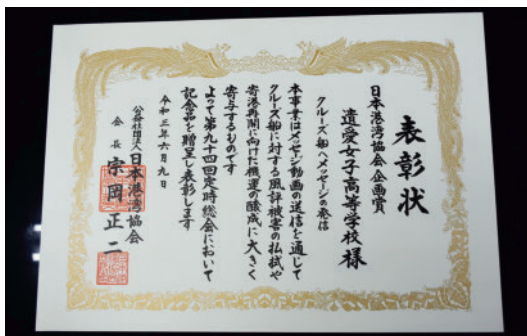 表彰状
日本港湾協会 企画賞
遺愛女子高等学校 様
クルーズ船へメッセージの発信
本事業はメッセージ動画の送信を通して
クルーズ船に対する風評被害の払拭や
寄港再開に向けた機運の醸成に大きく
寄与するものです
よって第九十四回定時総会において
記念品を贈呈し表彰します
令和三年六月九日
公益社団法人日本港湾協会
会長 宗岡正二